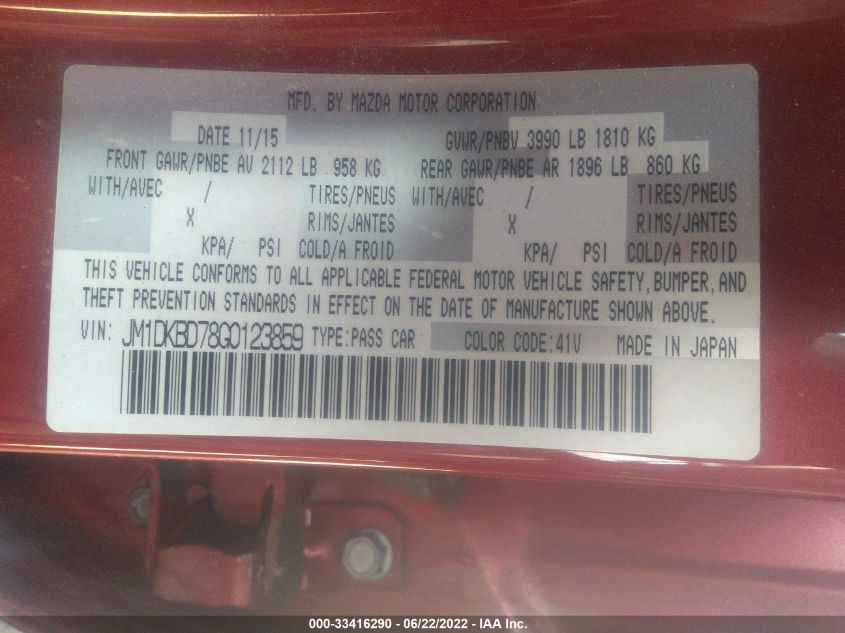 MFD. BY MAZDA MOTOR CORPORATION
DATE 11/15 GVWR/PNBV 3990 LB 1810 KG
FRONT GAWR/PNBE AV 2112 LB 958 KG REAR GAWR/PNBE AR 1896 LB 860 KG
WITH/AVEC / TIRES/PNEUS WITH/AVEC / TIRES/PNEUS
X RIMS/JANTES X RIMS/JANTES
KPA/ PSI COLD/A FROID KPA/ PSI COLD/A FROID
THIS VEHICLE CONFORMS TO ALL APPLICABLE FEDERAL MOTOR VEHICLE SAFETY, BUMPER, AND
THEFT PREVENTION STANDARDS IN EFFECT ON THE DATE OF MANUFACTURE SHOWN ABOVE.
VIN: JM1DKBD78G0123859 TYPE:PASS CAR COLOR CODE:41V MADE IN JAPAN
000-33416290 - 06/22/2022 - IAA Inc.